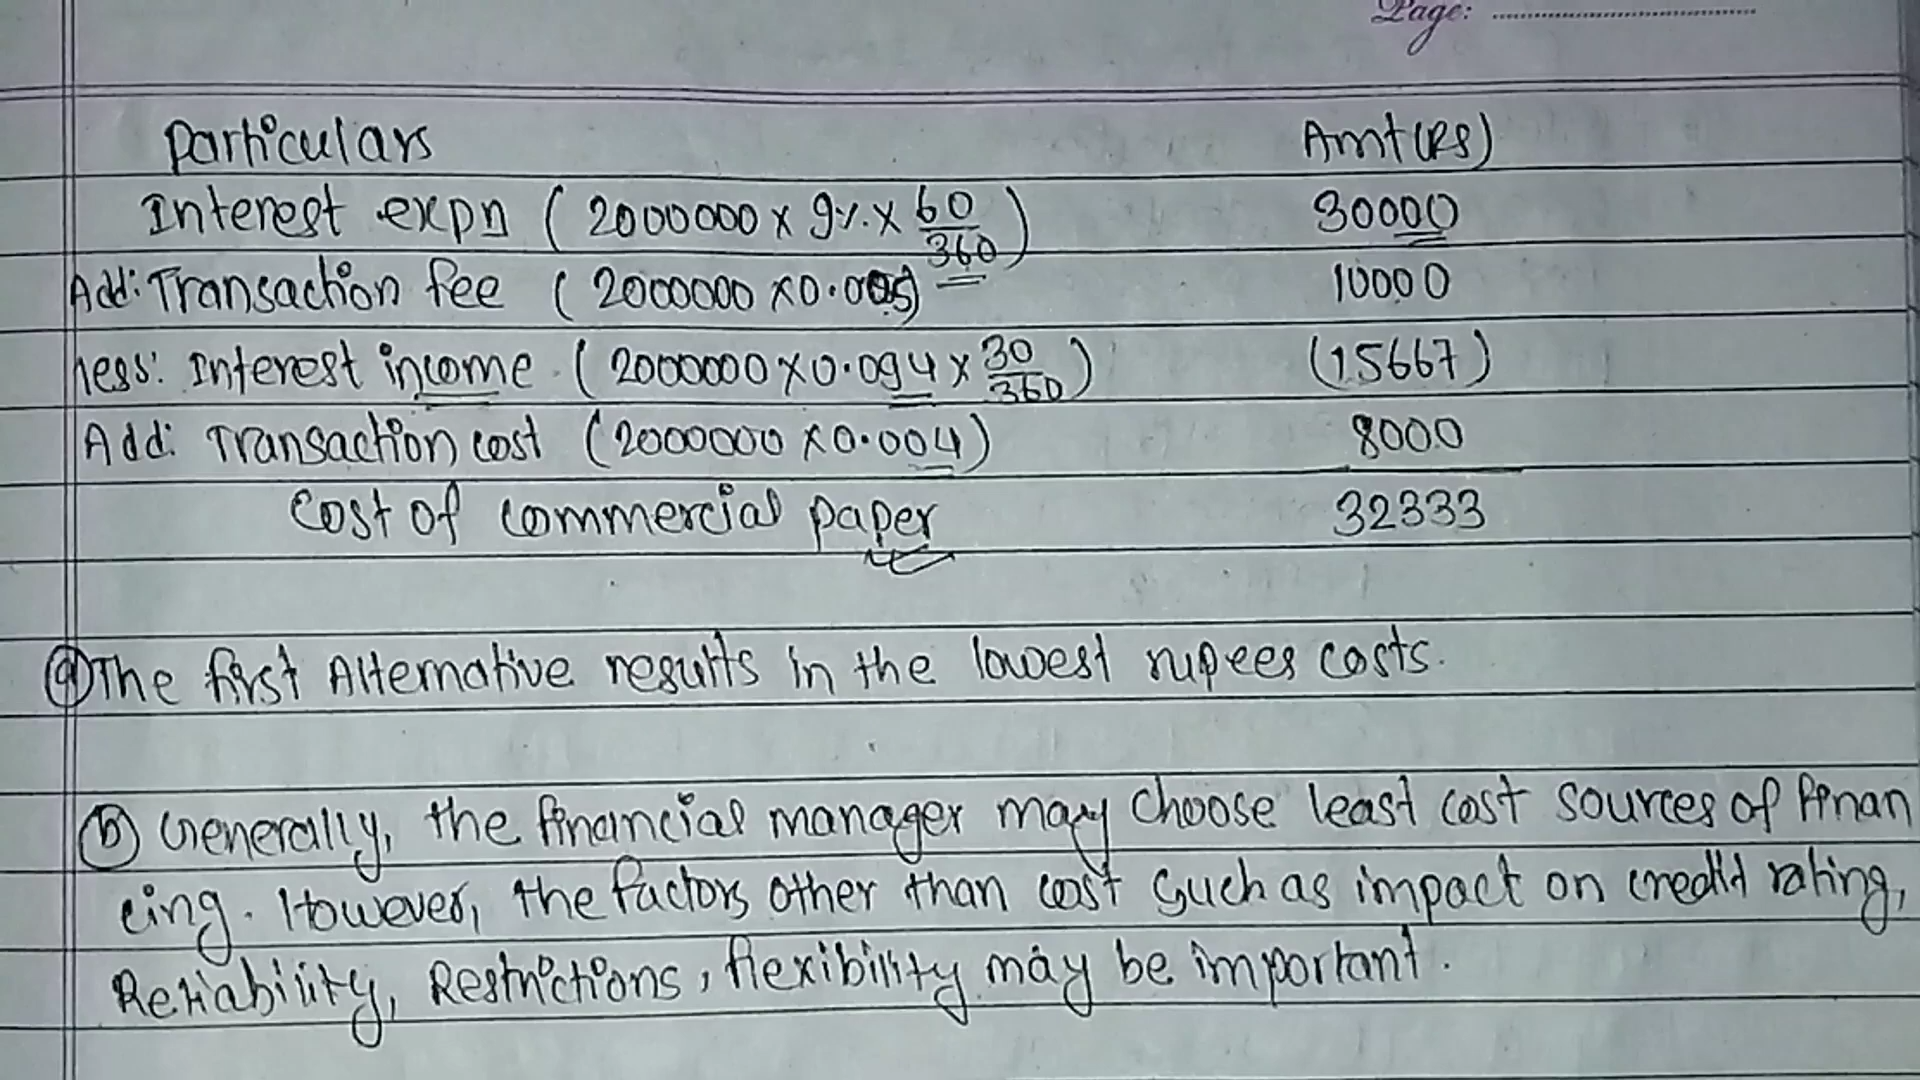 Page: ..............................
Particulars Amt(RS)
Interest expn (2000000 x 9%. x 60/360) 30000
Add: Transaction fee (2000000 x 0.005) 10000
less: Interest income (2000000 x 0.094 x 30/360) (15667)
Add: Transaction cost (2000000 x 0.004) 8000
Cost of commercial paper 32333
(a) The first Alternative results in the lowest rupees costs.
(b) Generally, the financial manager may choose least cost sources of finan
cing. However, the factors other than cost such as impact on credit rating,
Reliability, Restrictions, flexibility may be important.